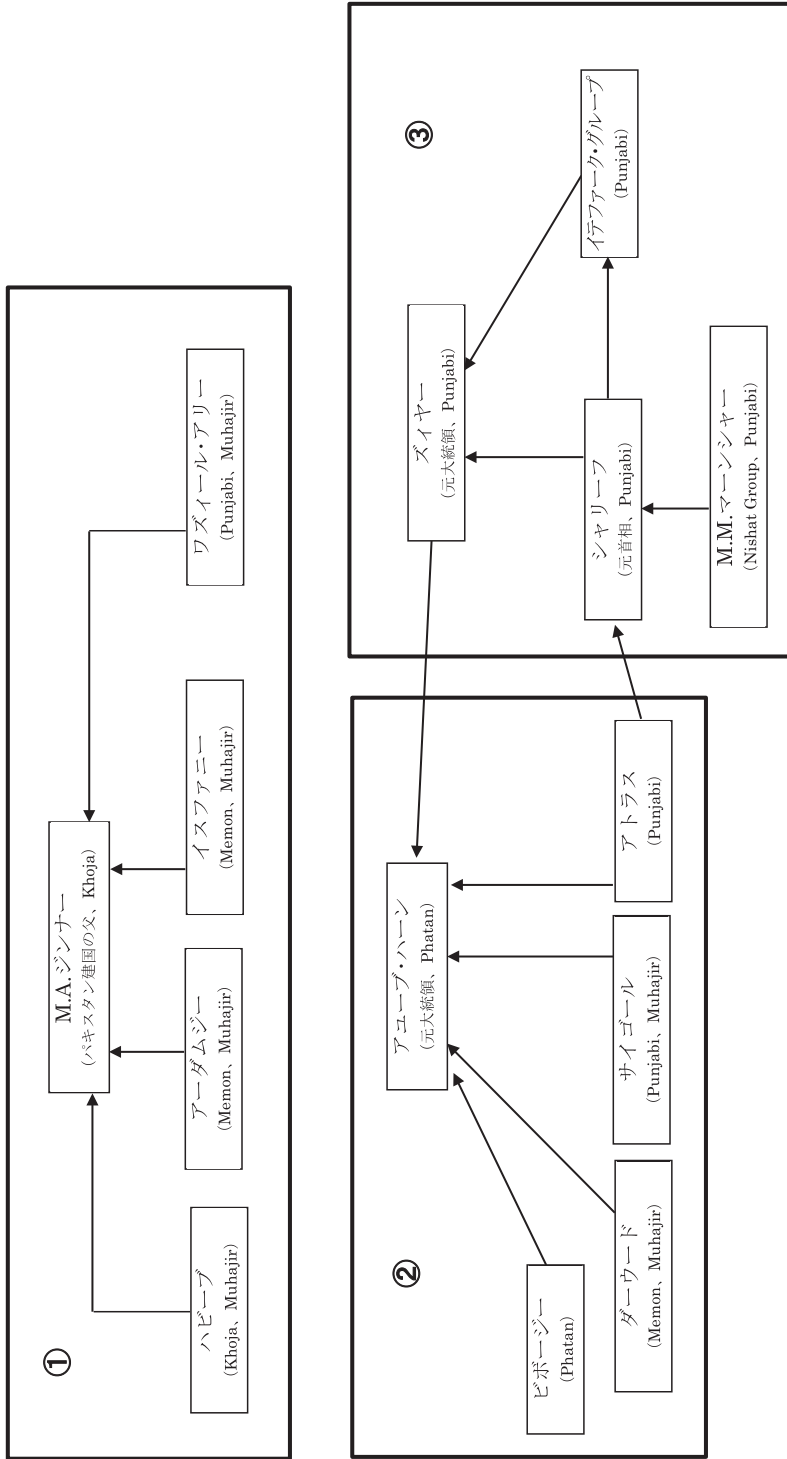 ①
M.A.ジンナー
(パキスタン建国の父、Khoja)
ハビーブ
(Khoja、Muhajir)
アーダムジー
(Memon、Muhajir)
イスファニー
(Memon、Muhajir)
ワズィール・アリー
(Punjabi、Muhajir)
②
アユーブ・ハーン
(元大統領、Phatan)
ビボージー
(Phatan)
ダーウード
(Memon、Muhajir)
サイゴール
(Punjabi、Muhajir)
アトラス
(Punjabi)
③
ズィヤー
(元大統領、Punjabi)
シャリーフ
(元首相、Punjabi)
イテファーク・グループ
(Punjabi)
M.M.マーンシャー
(Nishat Group、Punjabi)